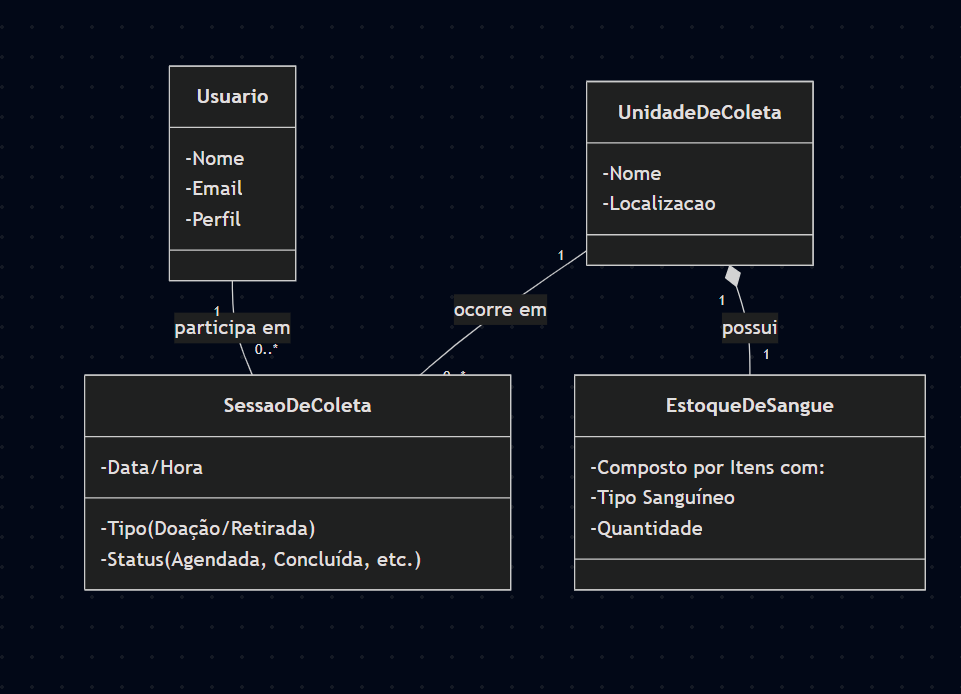 Usuario
-Nome
-Email
-Perfil
UnidadeDeColeta
-Nome
-Localizacao
1
participa em
0..*
1
ocorre em
0..*
1
possui
1
SessaoDeColeta
-Data/Hora
-Tipo(Doação/Retirada)
-Status(Agendada, Concluída, etc.)
EstoqueDeSangue
-Composto por Itens com:
-Tipo Sanguíneo
-Quantidade